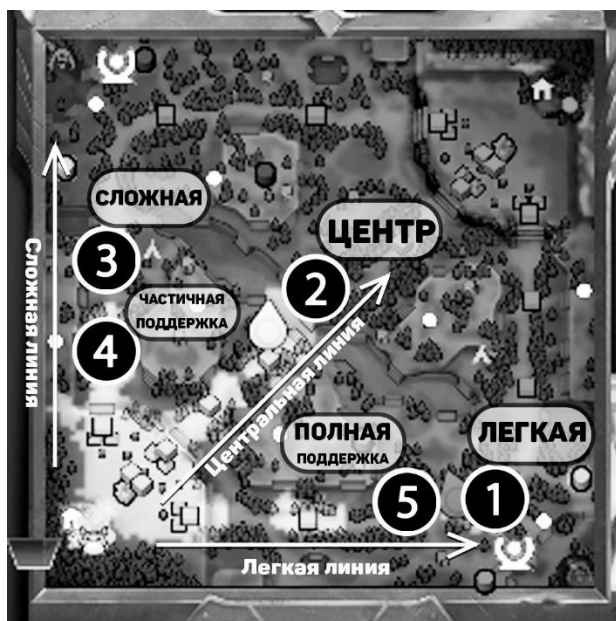 СЛОЖНАЯ
ЦЕНТР
3
2
ЧАСТИЧНАЯ
ПОДДЕРЖКА
4
Сложная линия
Центральная линия
ПОЛНАЯ
ПОДДЕРЖКА
ЛЕГКАЯ
5
1
Легкая линия